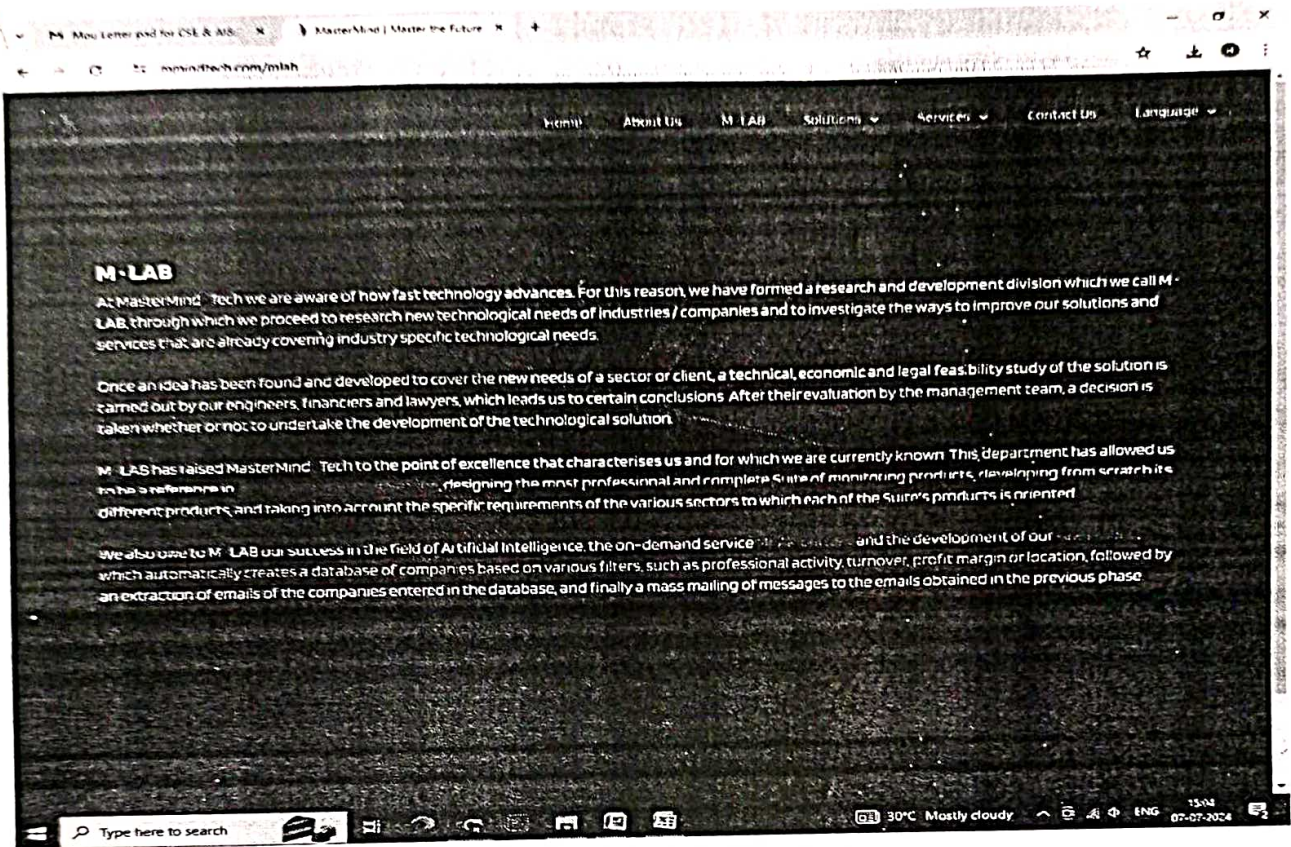 Mou Letter pad for CSE & AI&
MasterMind | Master the Future
mmindtech.com/mlab
Home About Us M·LAB Solutions Services Contact Us Language
M·LAB
At MasterMind Tech we are aware of how fast technology advances. For this reason, we have formed a research and development division which we call M·
LAB, through which we proceed to research new technological needs of industries / companies and to investigate the ways to improve our solutions and
services that are already covering industry specific technological needs.
Once an idea has been found and developed to cover the new needs of a sector or client, a technical, economic and legal feasibility study of the solution is
carried out by our engineers, financiers and lawyers, which leads us to certain conclusions. After their evaluation by the management team, a decision is
taken whether or not to undertake the development of the technological solution.
M·LAB has raised MasterMind Tech to the point of excellence that characterises us and for which we are currently known. This department has allowed us
to be a reference in , designing the most professional and complete Suite of monitoring products, developing from scratch its
different products, and taking into account the specific requirements of the various sectors to which each of the Suite's products is oriented.
We also owe to M·LAB our success in the field of Artificial Intelligence, the on-demand service and the development of our
which automatically creates a database of companies based on various filters, such as professional activity, turnover, profit margin or location, followed by
an extraction of emails of the companies entered in the database, and finally a mass mailing of messages to the emails obtained in the previous phase.
Type here to search
30°C Mostly cloudy ENG 15:04
07-07-2024
2